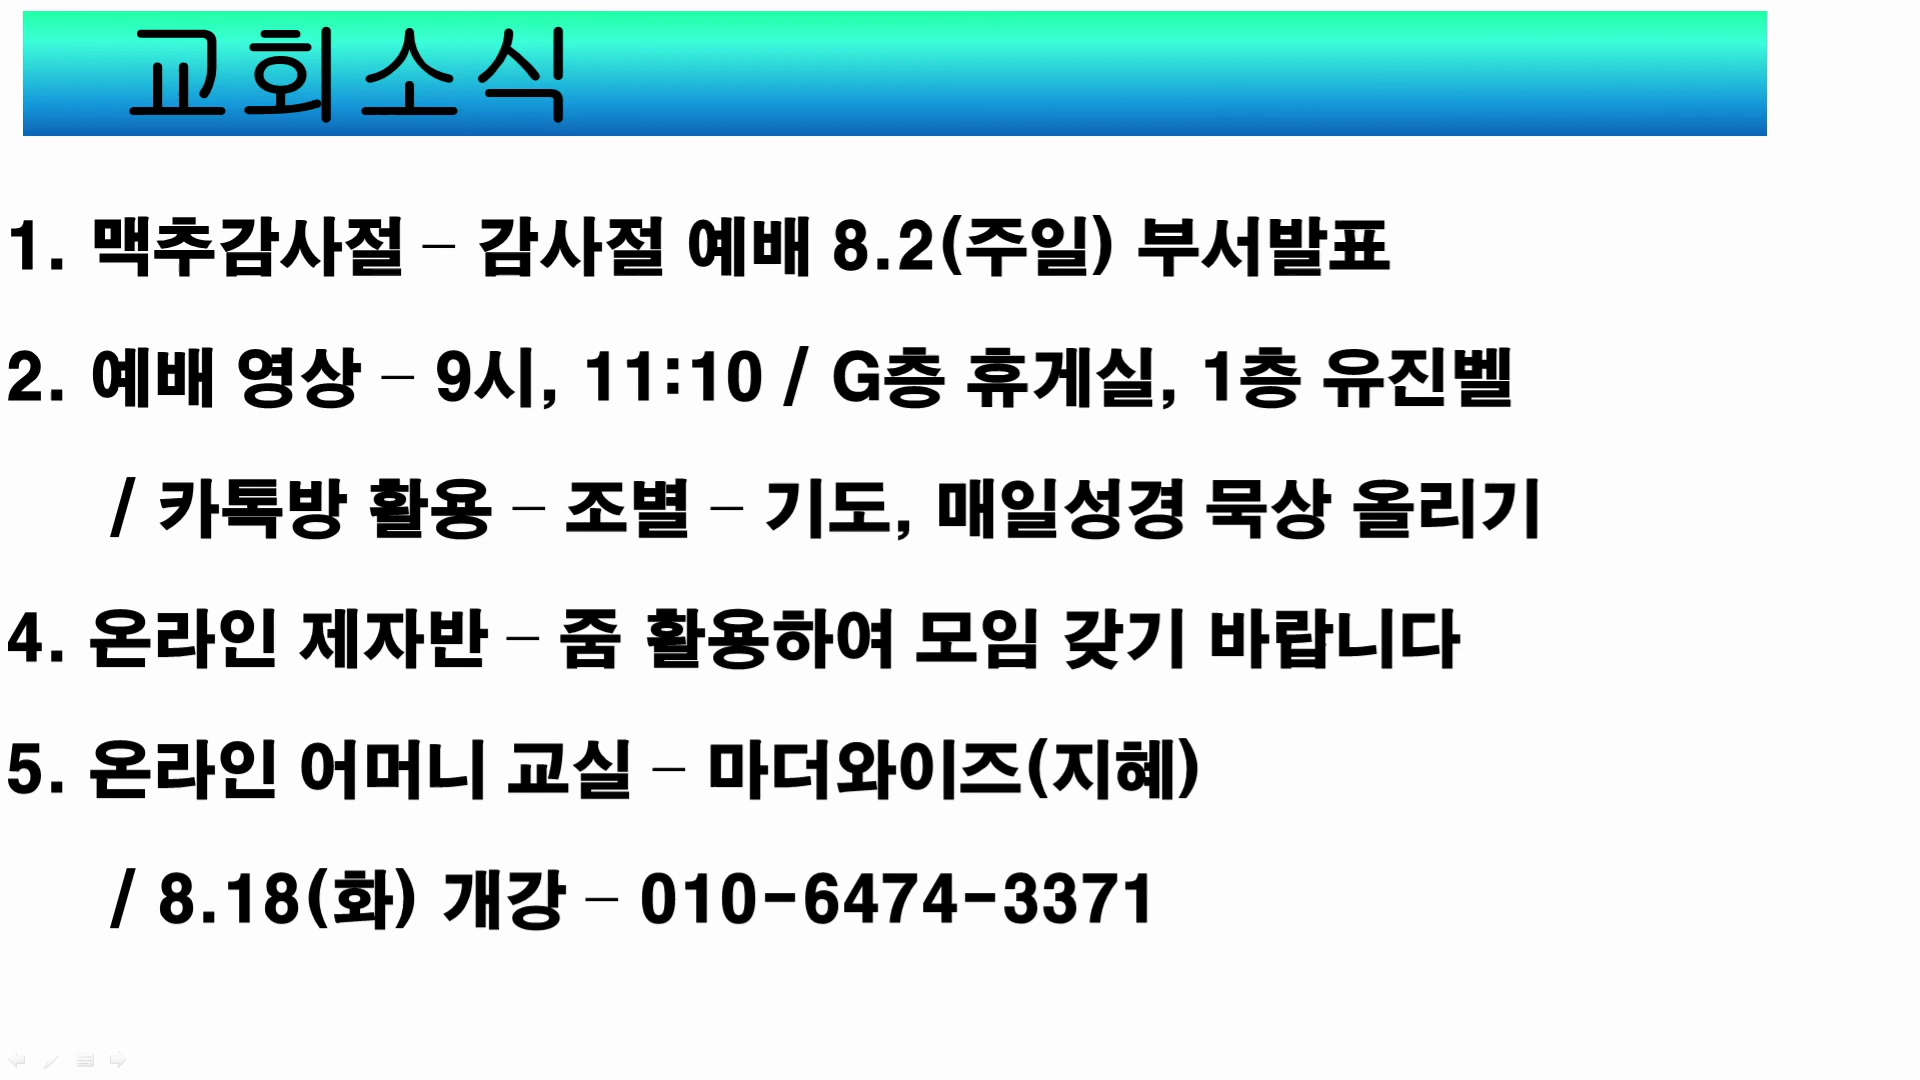 교회소식
1. 맥추감사절 – 감사절 예배 8.2(주일) 부서발표
2. 예배 영상 – 9시, 11:10 / G층 휴게실, 1층 유진벨
/ 카톡방 활용 – 조별 – 기도, 매일성경 묵상 올리기
4. 온라인 제자반 – 줌 활용하여 모임 갖기 바랍니다
5. 온라인 어머니 교실 – 마더와이즈(지혜)
/ 8.18(화) 개강 – 010-6474-3371